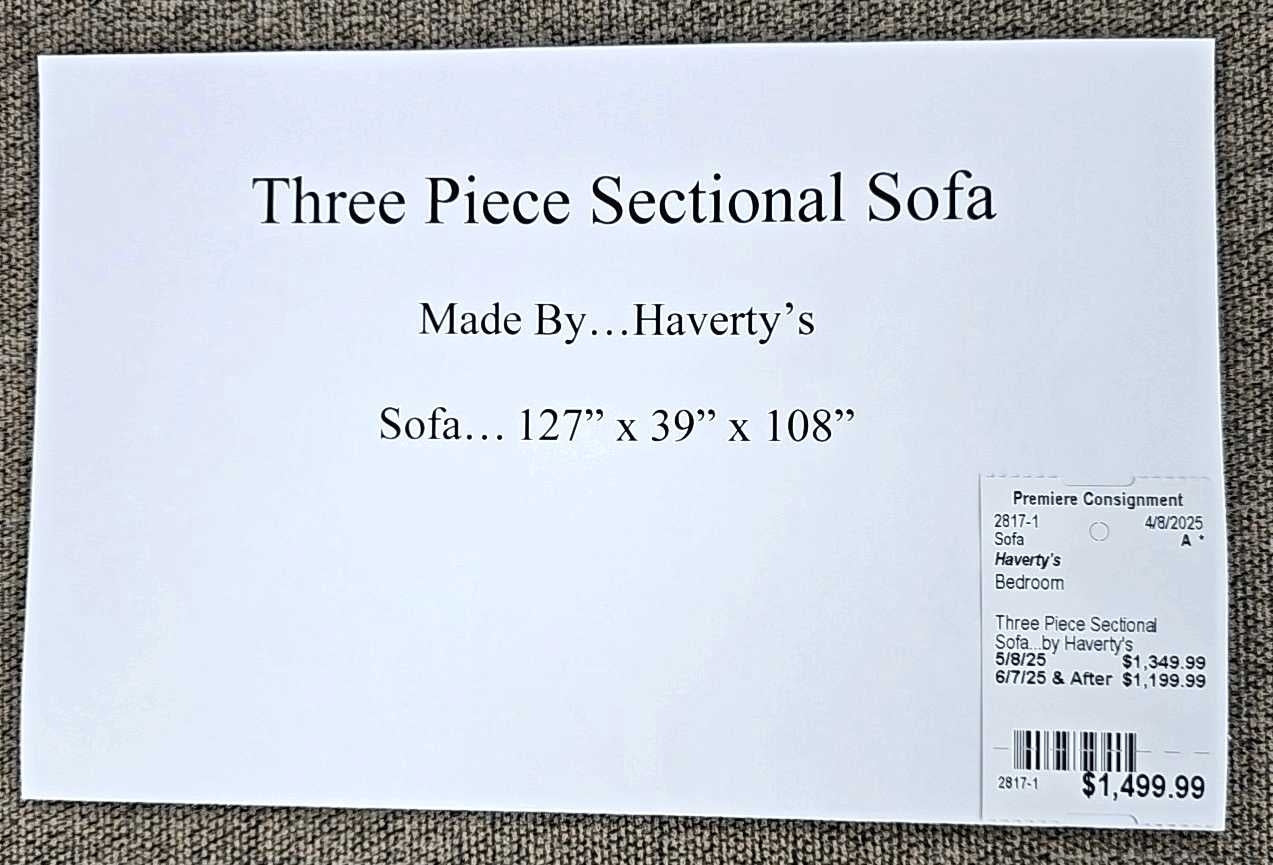 Three Piece Sectional Sofa
Made By…Haverty’s
Sofa… 127” x 39” x 108”
Premiere Consignment
2817-1 4/8/2025
Sofa A *
Haverty's
Bedroom
Three Piece Sectional
Sofa...by Haverty's
5/8/25 $1,349.99
6/7/25 & After $1,199.99
2817-1 $1,499.99